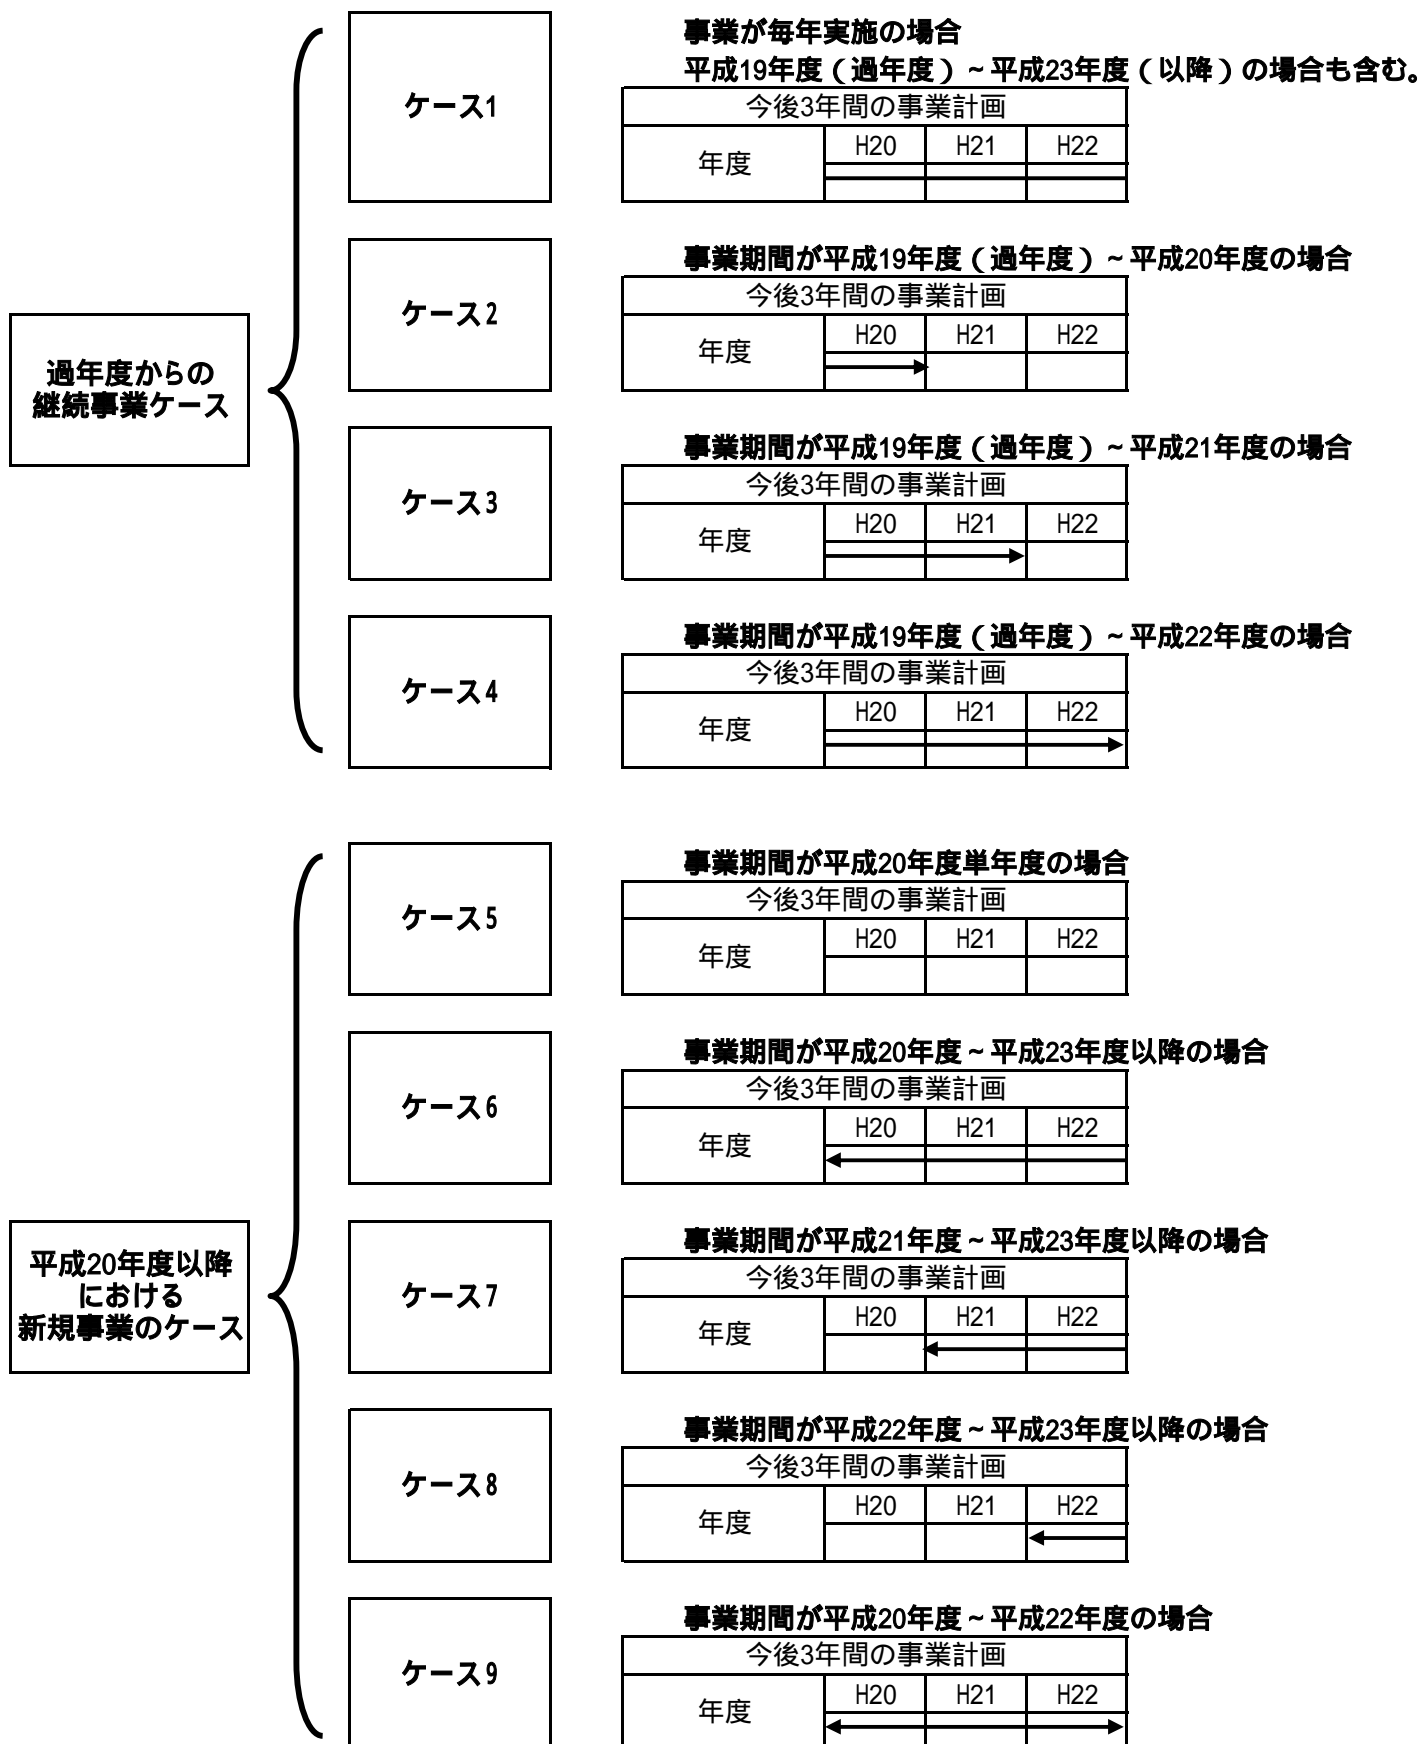 過年度からの
継続事業ケース
ケース1
事業が毎年実施の場合
平成19年度（過年度）～平成23年度（以降）の場合も含む。
今後3年間の事業計画
年度
H20
H21
H22
ケース2
事業期間が平成19年度（過年度）～平成20年度の場合
今後3年間の事業計画
年度
H20
H21
H22
ケース3
事業期間が平成19年度（過年度）～平成21年度の場合
今後3年間の事業計画
年度
H20
H21
H22
ケース4
事業期間が平成19年度（過年度）～平成22年度の場合
今後3年間の事業計画
年度
H20
H21
H22
平成20年度以降
における
新規事業のケース
ケース5
事業期間が平成20年度単年度の場合
今後3年間の事業計画
年度
H20
H21
H22
ケース6
事業期間が平成20年度～平成23年度以降の場合
今後3年間の事業計画
年度
H20
H21
H22
ケース7
事業期間が平成21年度～平成23年度以降の場合
今後3年間の事業計画
年度
H20
H21
H22
ケース8
事業期間が平成22年度～平成23年度以降の場合
今後3年間の事業計画
年度
H20
H21
H22
ケース9
事業期間が平成20年度～平成22年度の場合
今後3年間の事業計画
年度
H20
H21
H22